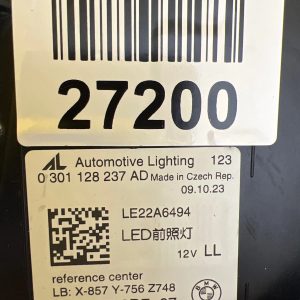 27200
AL Automotive Lighting 123
0 301 128 237 AD Made in Czech Rep.
09.10.23
LE22A6494
LED前照灯
12V LL
reference center
LB: X-857 Y-756 Z748
BMW